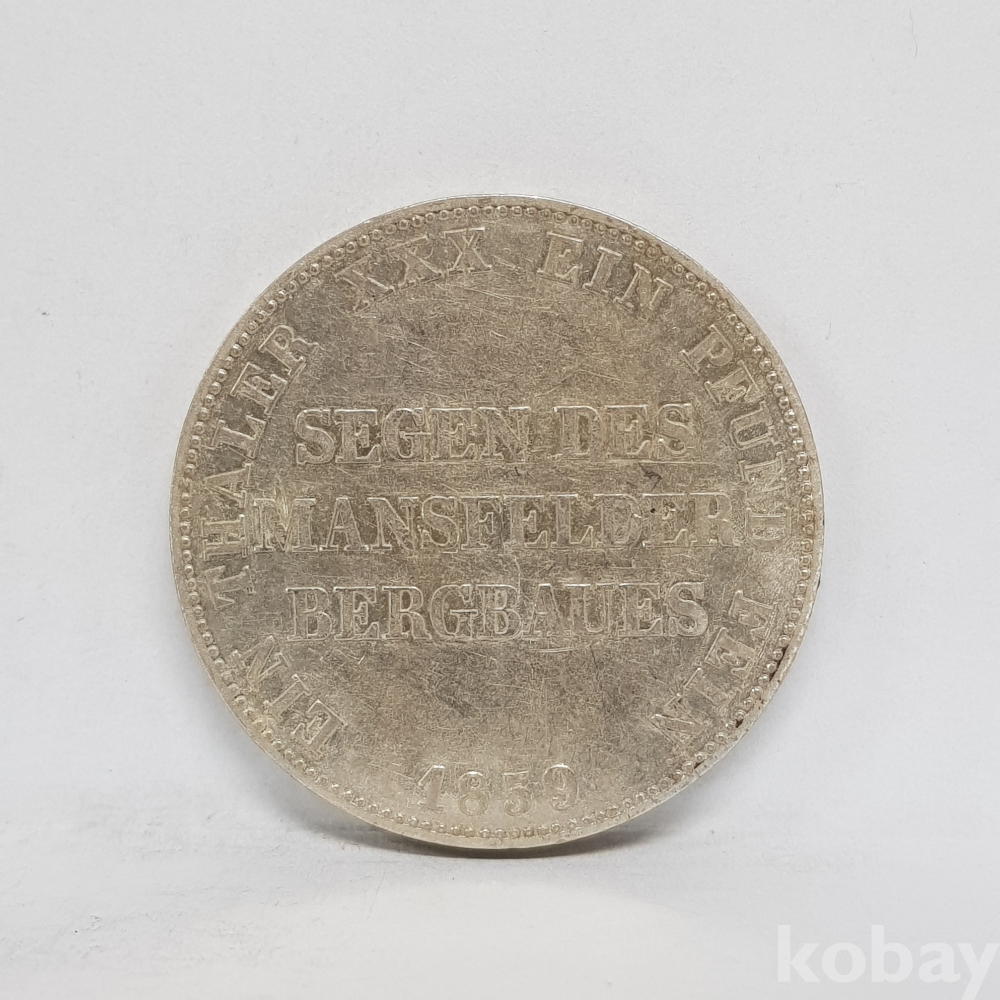 EIN THALER XXX EIN PFUND FEIN
SEGEN DES
MANSFELDER
BERGBAUES
1859
kobay